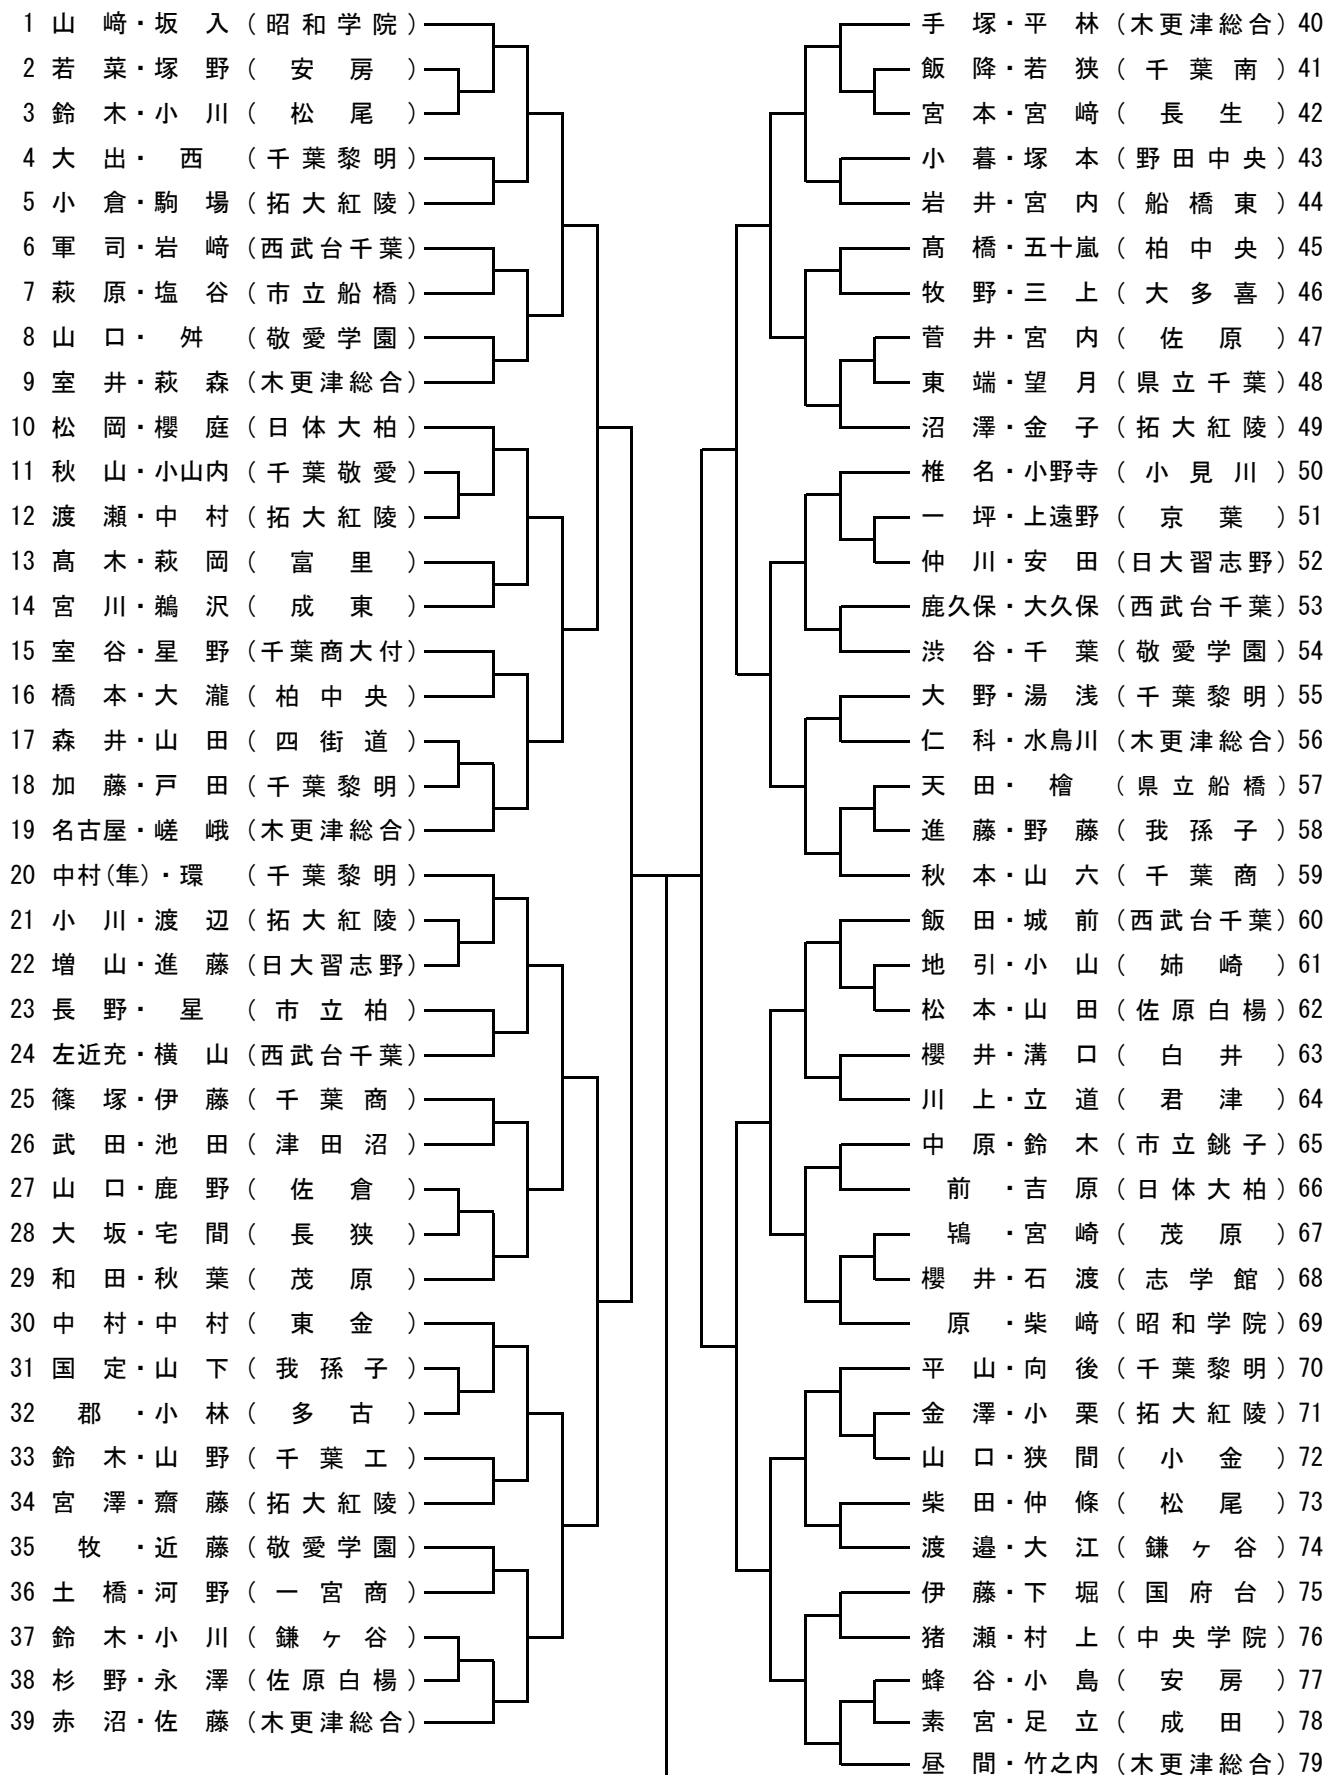 1 山﨑・坂入 (昭和学院)
2 若菜・塚野 (安房)
3 鈴木・小川 (松尾)
4 大出・西 (千葉黎明)
5 小倉・駒場 (拓大紅陵)
6 軍司・岩﨑 (西武台千葉)
7 萩原・塩谷 (市立船橋)
8 山口・舛 (敬愛学園)
9 室井・萩森 (木更津総合)
10 松岡・櫻庭 (日体大柏)
11 秋山・小山内 (千葉敬愛)
12 渡瀬・中村 (拓大紅陵)
13 髙木・萩岡 (富里)
14 宮川・鵜沢 (成東)
15 室谷・星野 (千葉商大付)
16 橋本・大瀧 (柏中央)
17 森井・山田 (四街道)
18 加藤・戸田 (千葉黎明)
19 名古屋・嵯峨 (木更津総合)
20 中村(隼)・環 (千葉黎明)
21 小川・渡辺 (拓大紅陵)
22 増山・進藤 (日大習志野)
23 長野・星 (市立柏)
24 左近充・横山 (西武台千葉)
25 篠塚・伊藤 (千葉商)
26 武田・池田 (津田沼)
27 山口・鹿野 (佐倉)
28 大坂・宅間 (長狭)
29 和田・秋葉 (茂原)
30 中村・中村 (東金)
31 国定・山下 (我孫子)
32 郡・小林 (多古)
33 鈴木・山野 (千葉工)
34 宮澤・齋藤 (拓大紅陵)
35 牧・近藤 (敬愛学園)
36 土橋・河野 (一宮商)
37 鈴木・小川 (鎌ヶ谷)
38 杉野・永澤 (佐原白楊)
39 赤沼・佐藤 (木更津総合)
手塚・平林 (木更津総合) 40
飯降・若狭 (千葉南) 41
宮本・宮﨑 (長生) 42
小暮・塚本 (野田中央) 43
岩井・宮内 (船橋東) 44
髙橋・五十嵐 (柏中央) 45
牧野・三上 (大多喜) 46
菅井・宮内 (佐原) 47
東端・望月 (県立千葉) 48
沼澤・金子 (拓大紅陵) 49
椎名・小野寺 (小見川) 50
一坪・上遠野 (京葉) 51
仲川・安田 (日大習志野) 52
鹿久保・大久保 (西武台千葉) 53
渋谷・千葉 (敬愛学園) 54
大野・湯浅 (千葉黎明) 55
仁科・水鳥川 (木更津総合) 56
天田・檜 (県立船橋) 57
進藤・野藤 (我孫子) 58
秋本・山六 (千葉商) 59
飯田・城前 (西武台千葉) 60
地引・小山 (姉崎) 61
松本・山田 (佐原白楊) 62
櫻井・溝口 (白井) 63
川上・立道 (君津) 64
中原・鈴木 (市立銚子) 65
前・吉原 (日体大柏) 66
鴇・宮崎 (茂原) 67
櫻井・石渡 (志学館) 68
原・柴﨑 (昭和学院) 69
平山・向後 (千葉黎明) 70
金澤・小栗 (拓大紅陵) 71
山口・狭間 (小金) 72
柴田・仲條 (松尾) 73
渡邉・大江 (鎌ヶ谷) 74
伊藤・下堀 (国府台) 75
猪瀬・村上 (中央学院) 76
蜂谷・小島 (安房) 77
素宮・足立 (成田) 78
昼間・竹之内 (木更津総合) 79